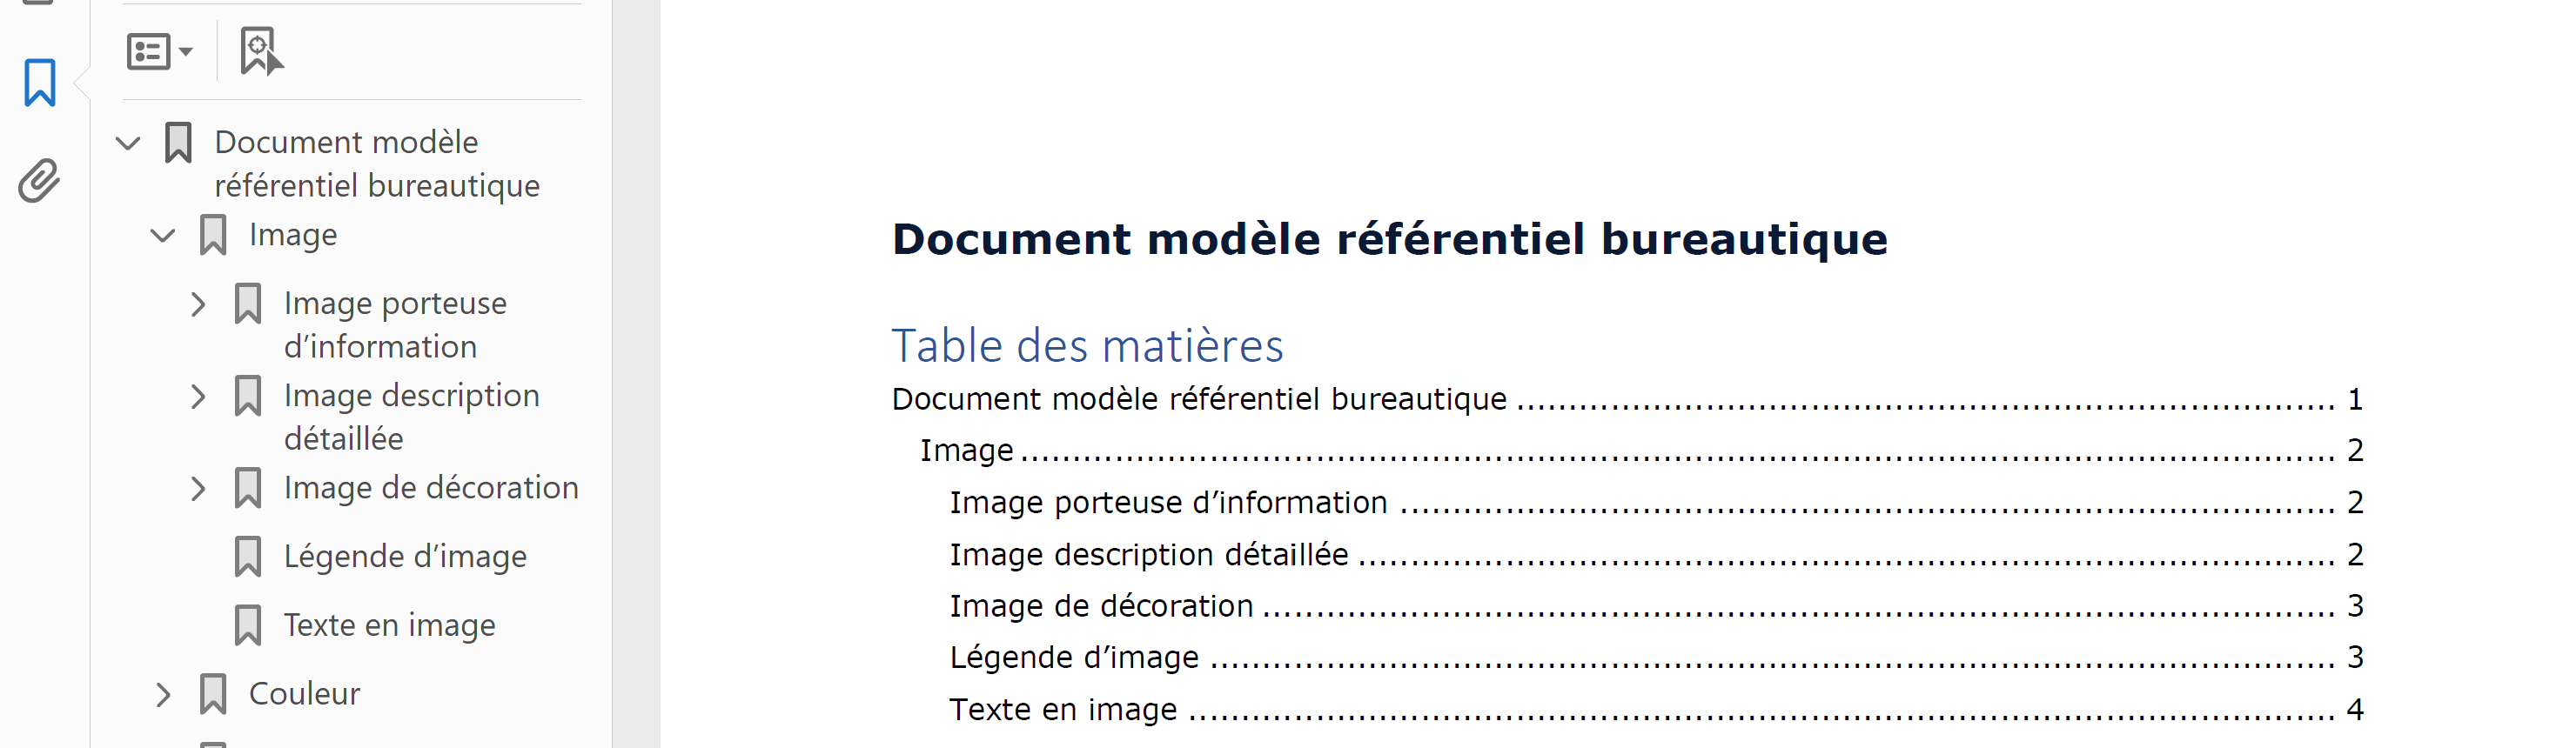 Document modèle
référentiel bureautique
Image
Image porteuse
d’information
Image description
détaillée
Image de décoration
Légende d’image
Texte en image
Couleur
Document modèle référentiel bureautique
Table des matières
Document modèle référentiel bureautique ........................ 1
Image ........................ 2
Image porteuse d’information ........................ 2
Image description détaillée ........................ 2
Image de décoration ........................ 3
Légende d’image ........................ 3
Texte en image ........................ 4